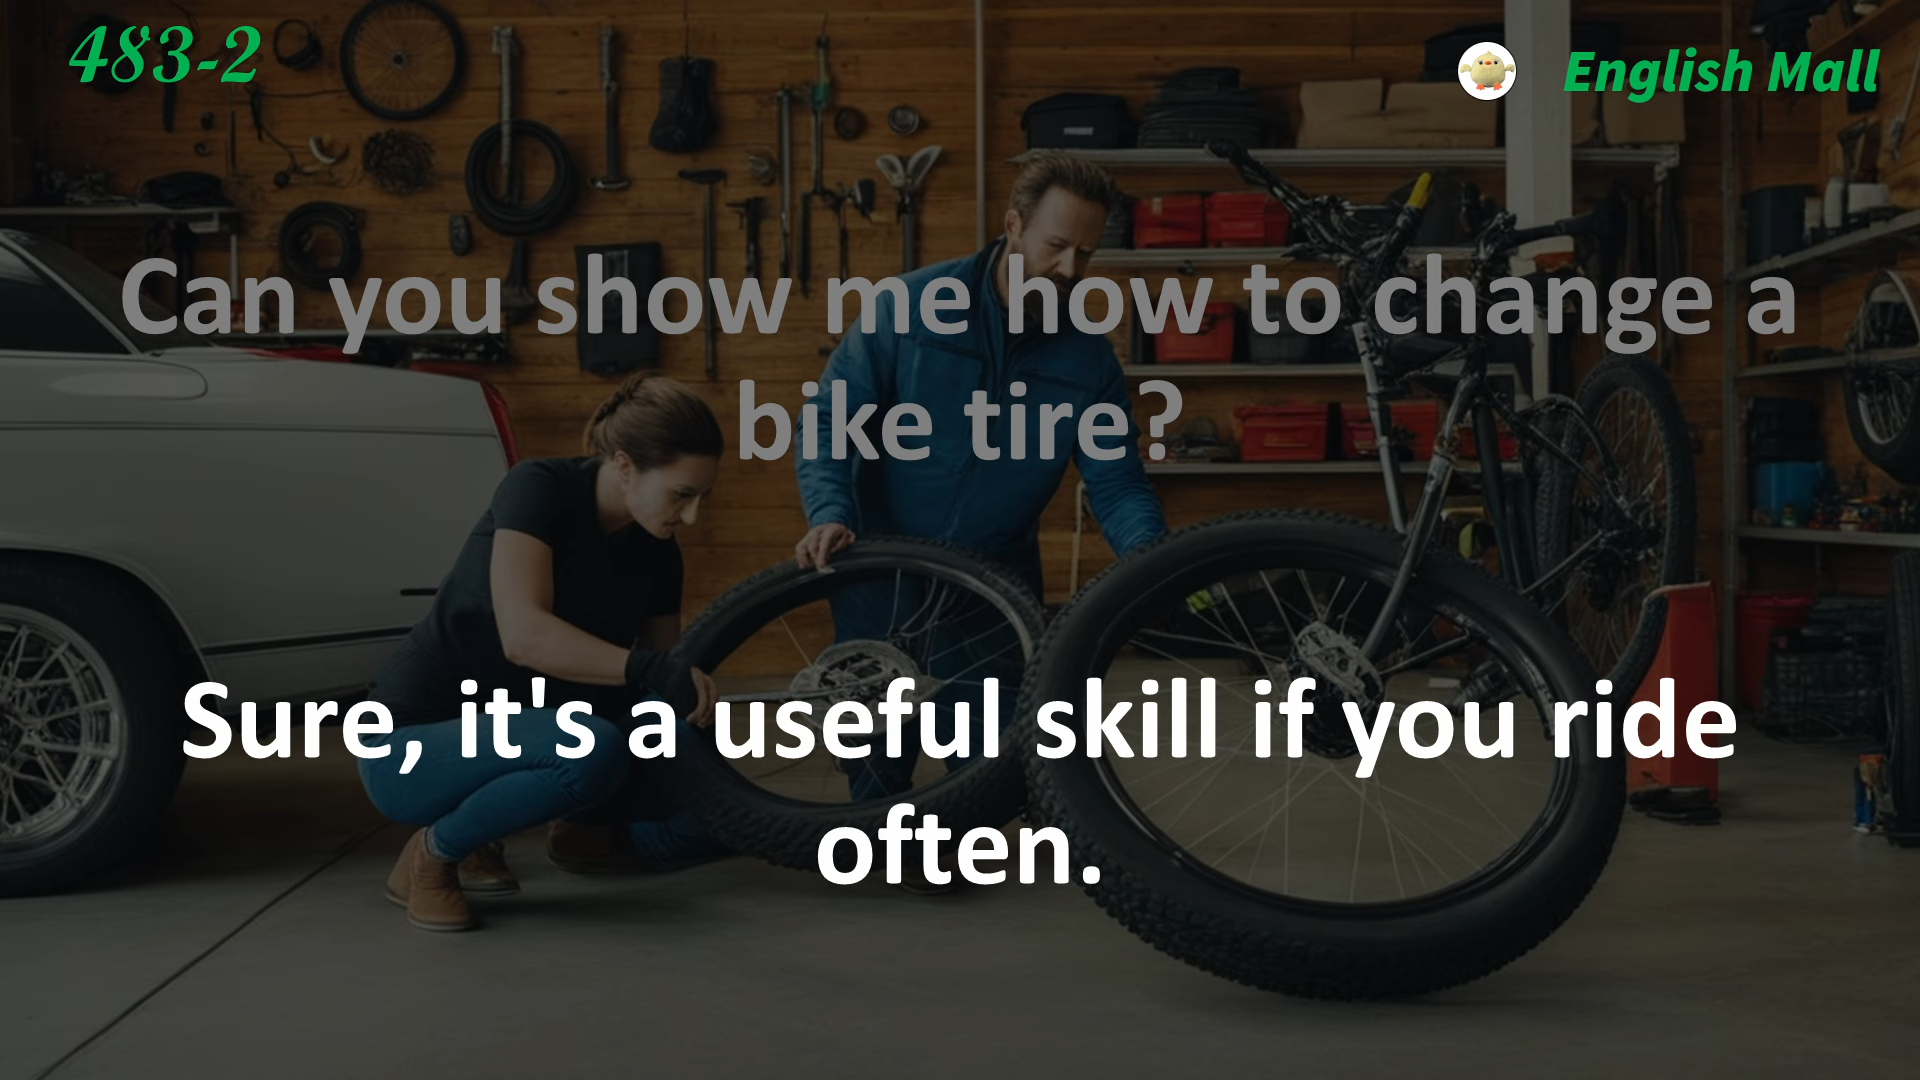 483-2
English Mall
Can you show me how to change a
bike tire?
Sure, it's a useful skill if you ride
often.